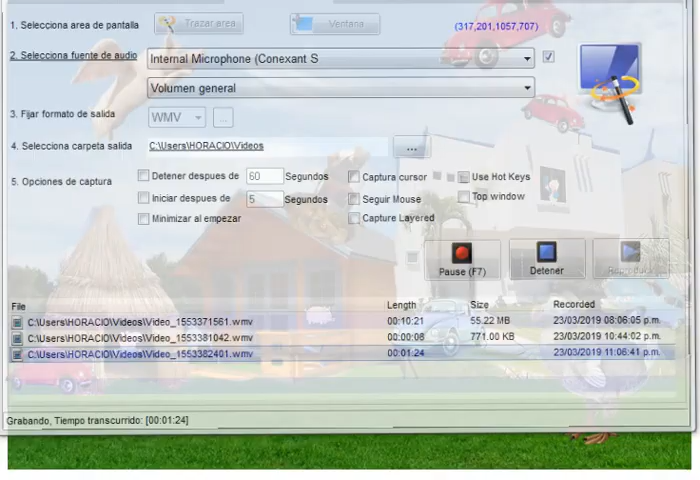 1. Selecciona area de pantalla
Trazar area
Ventana
(317,201,1057,707)
2. Selecciona fuente de audio
Internal Microphone (Conexant S
Volumen general
3. Fijar formato de salida
WMV
...
4. Selecciona carpeta salida
C:\Users\HORACIO\Videos
...
5. Opciones de captura
Detener despues de 60 Segundos
Captura cursor
Use Hot Keys
Iniciar despues de 5 Segundos
Seguir Mouse
Top window
Minimizar al empezar
Capture Layered
Pause (F7)
Detener
Reproducir
File Length Size Recorded
C:\Users\HORACIO\Videos\Video_1553371561.wmv 00:10:21 55.22 MB 23/03/2019 08:06:05 p.m.
C:\Users\HORACIO\Videos\Video_1553381042.wmv 00:00:08 771.00 KB 23/03/2019 10:44:02 p.m.
C:\Users\HORACIO\Videos\Video_1553382401.wmv 00:01:24 23/03/2019 11:06:41 p.m.
Grabando, Tiempo transcurrido: [00:01:24]